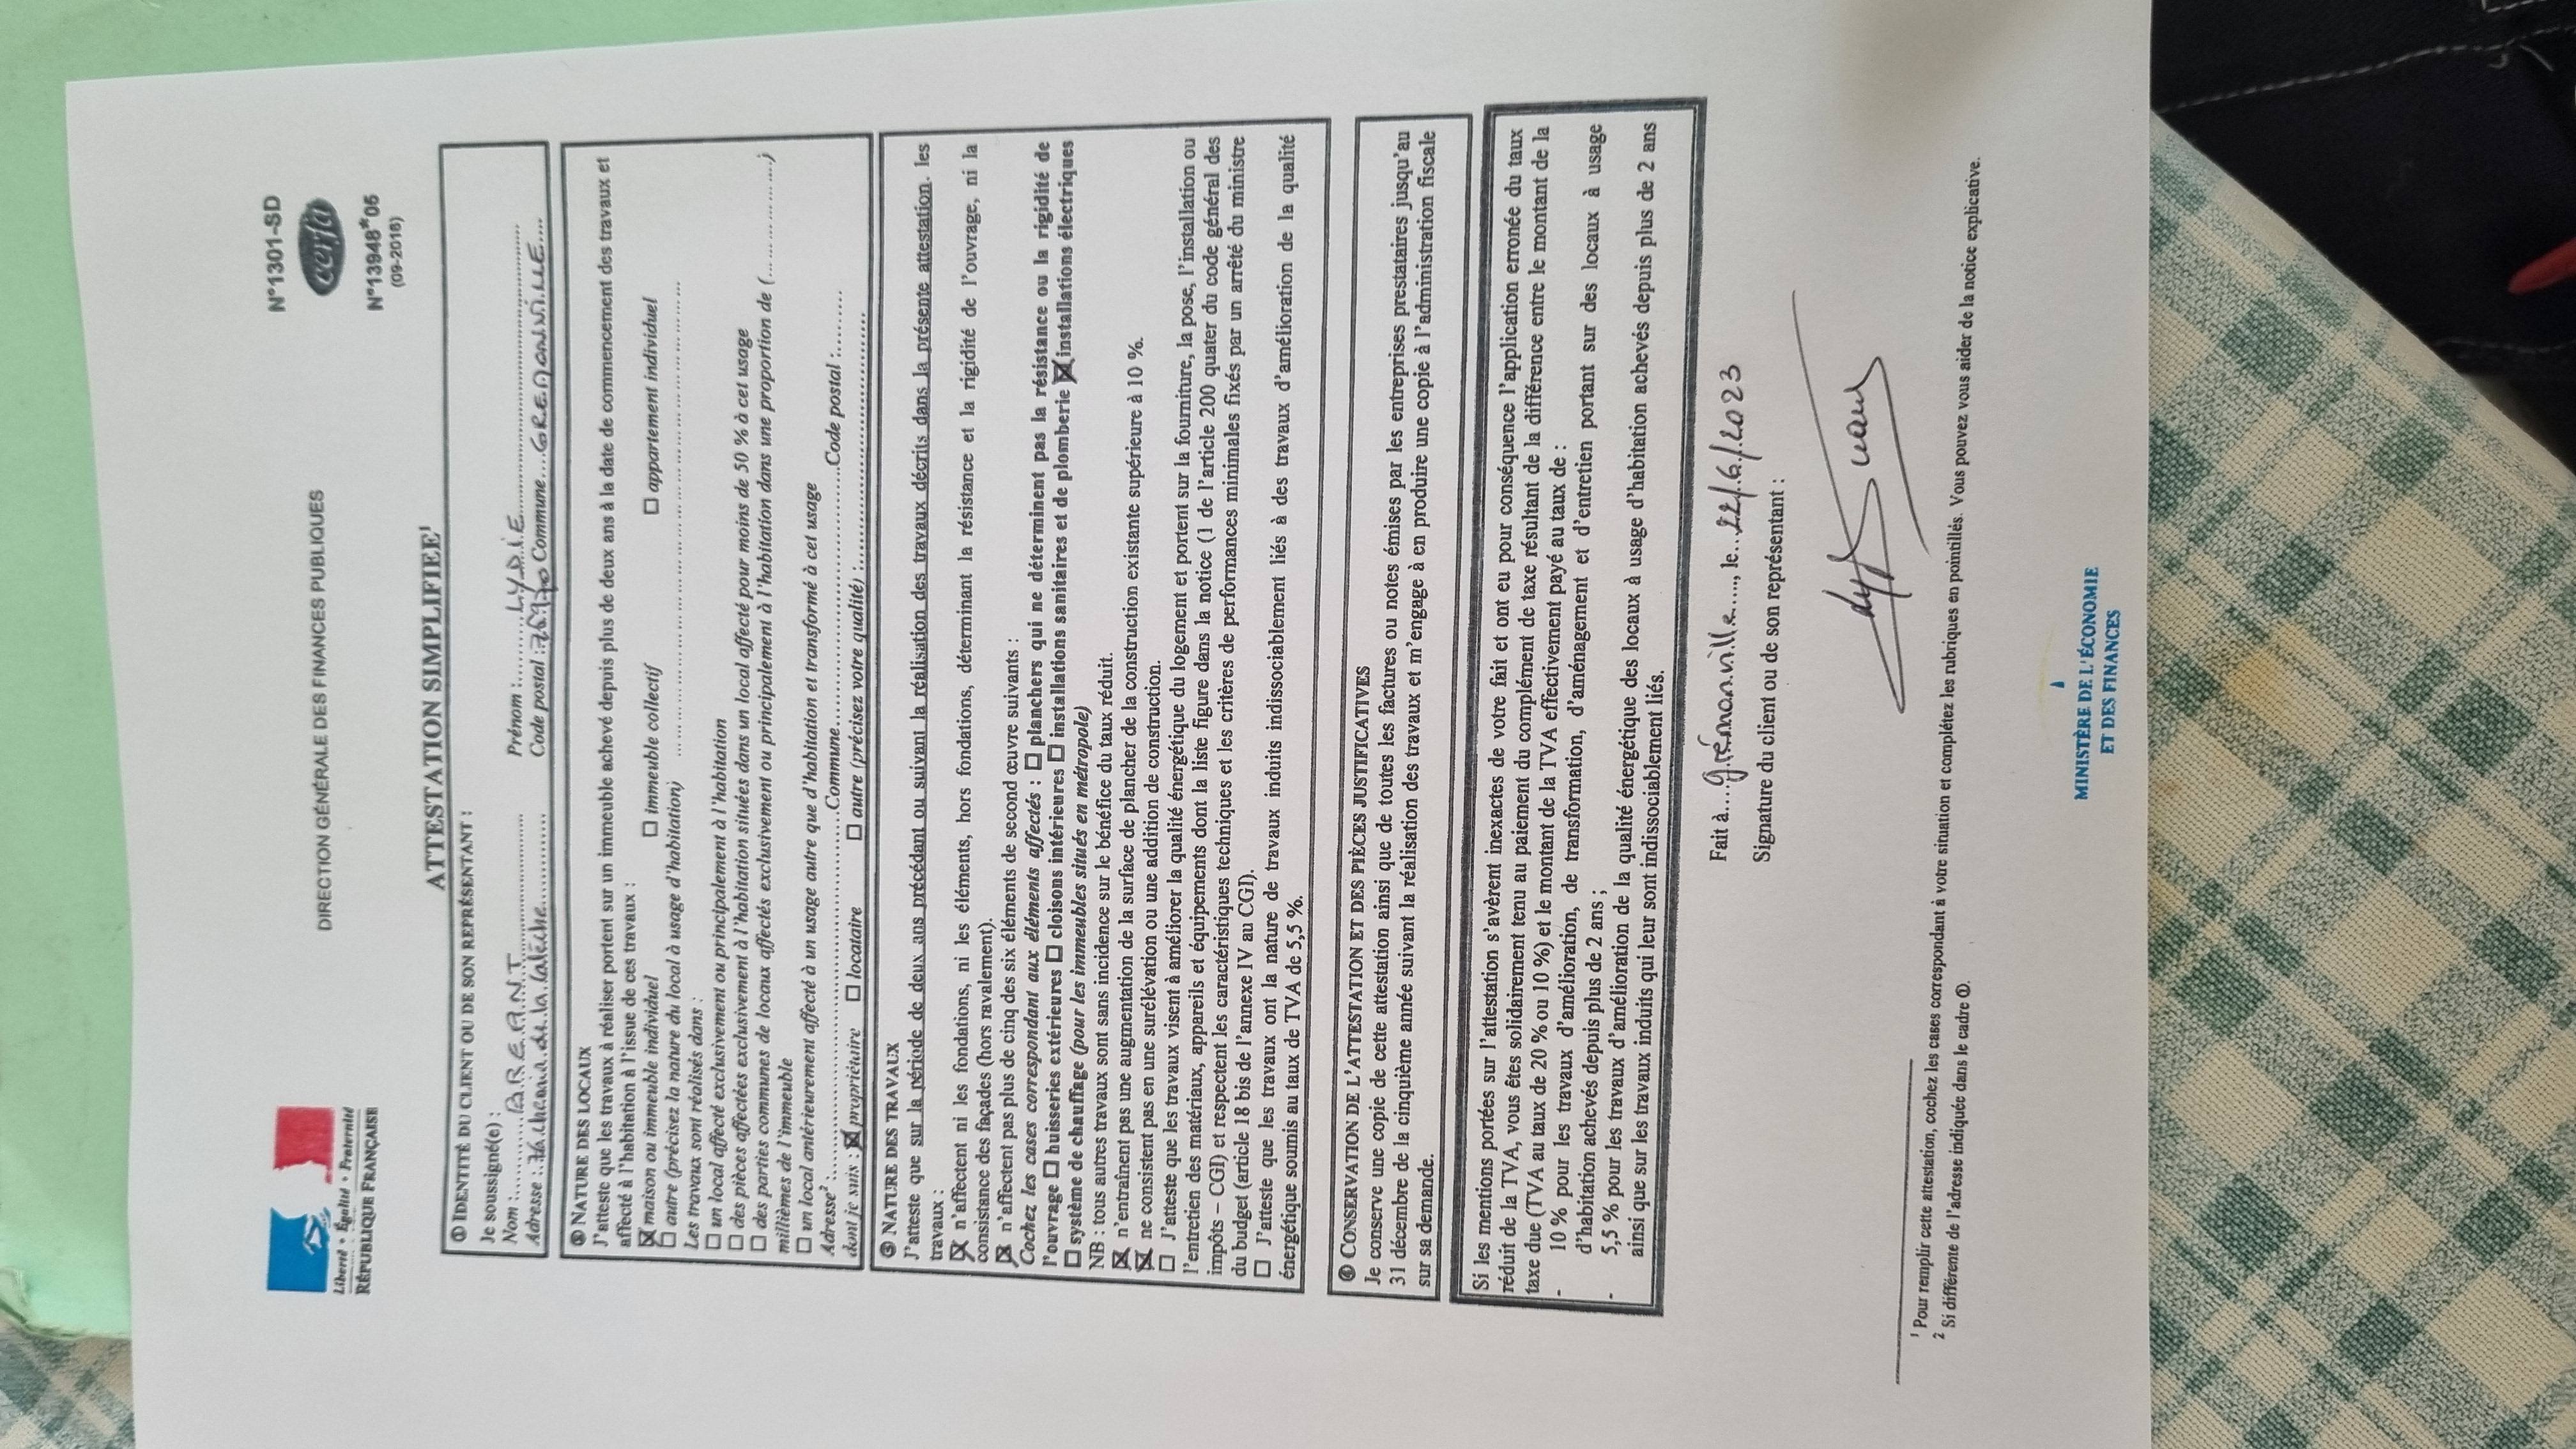 Liberté • Égalité • Fraternité
RÉPUBLIQUE FRANÇAISE
DIRECTION GÉNÉRALE DES FINANCES PUBLIQUES
N°1301-SD
cerfa
N°13948*05
(09-2018)
ATTESTATION SIMPLIFIEE¹
① IDENTITÉ DU CLIENT OU DE SON REPRÉSENTANT :
Je soussigné(e) :
Nom : BREANT Prénom : LYDIE
Adresse : chemin de la Calèche Code postal : 76970 Commune GREMONVILLE
② NATURE DES LOCAUX
J'atteste que les travaux à réaliser portent sur un immeuble achevé depuis plus de deux ans à la date de commencement des travaux et
affecté à l'habitation à l'issue de ces travaux :
☒ maison ou immeuble individuel ☐ immeuble collectif ☐ appartement individuel
☐ autre (précisez la nature du local à usage d'habitation) ..........
Les travaux sont réalisés dans :
☐ un local affecté exclusivement ou principalement à l'habitation
☐ des pièces affectées exclusivement à l'habitation situées dans un local affecté pour moins de 50 % à cet usage
☐ des parties communes de locaux affectés exclusivement ou principalement à l'habitation dans une proportion de (..........)
millièmes de l'immeuble
☐ un local antérieurement affecté à un usage autre que d'habitation et transformé à cet usage
Adresse² :..........Commune..........Code postal :..........
dont je suis : ☒ propriétaire ☐ locataire ☐ autre (précisez votre qualité) :..........
③ NATURE DES TRAVAUX
J'atteste que sur la période de deux ans précédant ou suivant la réalisation des travaux décrits dans la présente attestation, les
travaux :
☒ n'affectent ni les fondations, ni les éléments, hors fondations, déterminant la résistance et la rigidité de l'ouvrage, ni la
consistance des façades (hors ravalement).
☒ n'affectent pas plus de cinq des six éléments de second œuvre suivants :
Cochez les cases correspondant aux éléments affectés : ☐ planchers qui ne déterminent pas la résistance ou la rigidité de
l'ouvrage ☐ huisseries extérieures ☐ cloisons intérieures ☐ installations sanitaires et de plomberie ☒ installations électriques
☐ système de chauffage (pour les immeubles situés en métropole)
NB : tous autres travaux sont sans incidence sur le bénéfice du taux réduit.
☒ n'entraînent pas une augmentation de la surface de plancher de la construction existante supérieure à 10 %.
☒ ne consistent pas en une surélévation ou une addition de construction.
☐ J'atteste que les travaux visent à améliorer la qualité énergétique du logement et portent sur la fourniture, la pose, l'installation ou
l'entretien des matériaux, appareils et équipements dont la liste figure dans la notice (1 de l'article 200 quater du code général des
impôts – CGI) et respectent les caractéristiques techniques et les critères de performances minimales fixés par un arrêté du ministre
du budget (article 18 bis de l'annexe IV au CGI).
☐ J'atteste que les travaux ont la nature de travaux induits indissociablement liés à des travaux d'amélioration de la qualité
énergétique soumis au taux de TVA de 5,5 %.
④ CONSERVATION DE L'ATTESTATION ET DES PIÈCES JUSTIFICATIVES
Je conserve une copie de cette attestation ainsi que de toutes les factures ou notes émises par les entreprises prestataires jusqu'au
31 décembre de la cinquième année suivant la réalisation des travaux et m'engage à en produire une copie à l'administration fiscale
sur sa demande.
Si les mentions portées sur l'attestation s'avèrent inexactes de votre fait et ont eu pour conséquence l'application erronée du taux
réduit de la TVA, vous êtes solidairement tenu au paiement du complément de taxe résultant de la différence entre le montant de la
taxe due (TVA au taux de 20 % ou 10 %) et le montant de la TVA effectivement payé au taux de :
- 10 % pour les travaux d'amélioration, de transformation, d'aménagement et d'entretien portant sur des locaux à usage
d'habitation achevés depuis plus de 2 ans ;
- 5,5 % pour les travaux d'amélioration de la qualité énergétique des locaux à usage d'habitation achevés depuis plus de 2 ans
ainsi que sur les travaux induits qui leur sont indissociablement liés.
Fait à....Grémonville...., le...22/6/2023
Signature du client ou de son représentant :
¹ Pour remplir cette attestation, cochez les cases correspondant à votre situation et complétez les rubriques en pointillés. Vous pouvez vous aider de la notice explicative.
² Si différente de l'adresse indiquée dans le cadre ①.
MINISTÈRE DE L'ÉCONOMIE
ET DES FINANCES